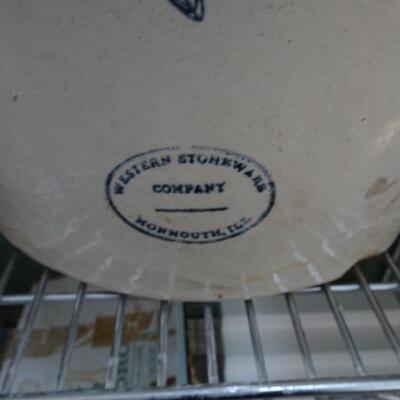 WESTERN STONEWARE
COMPANY
MONMOUTH, ILL.